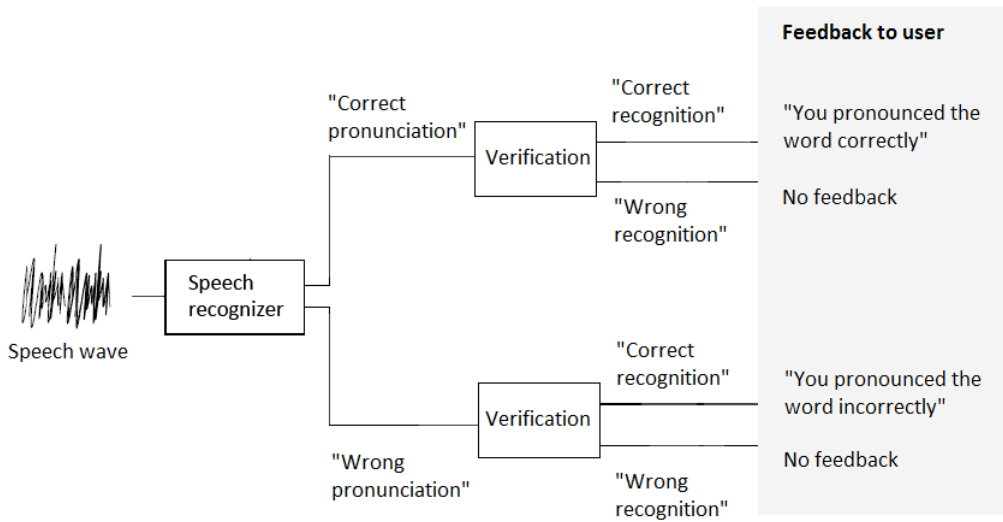 Feedback to user
"Correct
pronunciation"
"Correct
recognition"
"You pronounced the
word correctly"
Verification
"Wrong
recognition"
No feedback
Speech
recognizer
Speech wave
"Correct
recognition"
"You pronounced the
word incorrectly"
Verification
"Wrong
pronunciation"
"Wrong
recognition"
No feedback